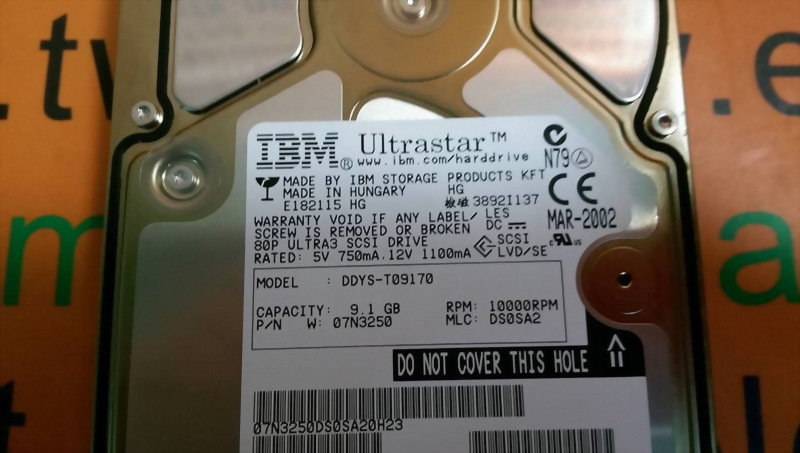 .tw
w.e
IBM® Ultrastar™
www.ibm.com/harddrive
N79
MADE BY IBM STORAGE PRODUCTS KFT
MADE IN HUNGARY HG
E182115 HG 3892I137
CE
WARRANTY VOID IF ANY LABEL/ LES
SCREW IS REMOVED OR BROKEN DC
MAR-2002
80P ULTRA3 SCSI DRIVE
SCSI
LVD/SE
RATED: 5V 750mA.12V 1100mA
MODEL : DDYS-T09170
CAPACITY: 9.1 GB RPM: 10000RPM
P/N W: 07N3250 MLC: DS0SA2
DO NOT COVER THIS HOLE
07N3250DS0SA20H23